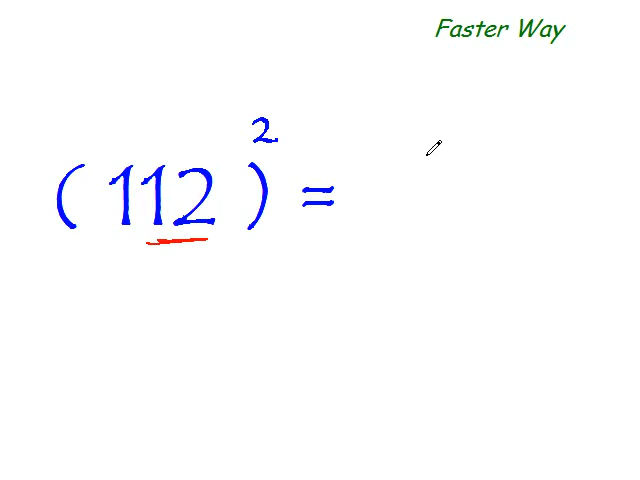 Faster Way
(112)² =